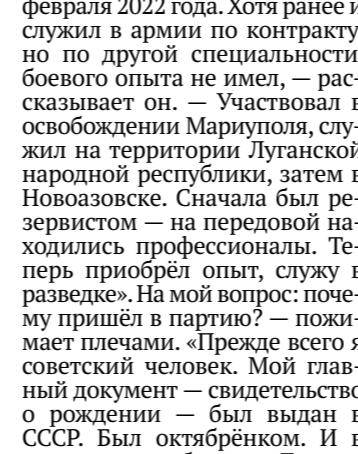 февраля 2022 года. Хотя ранее и
служил в армии по контракту
но по другой специальности
боевого опыта не имел, — рас-
сказывает он. — Участвовал в
освобождении Мариуполя, слу-
жил на территории Луганской
народной республики, затем в
Новоазовске. Сначала был ре-
зервистом — на передовой на-
ходились профессионалы. Те-
перь приобрёл опыт, служу в
разведке». На мой вопрос: поче-
му пришёл в партию? — пожи-
мает плечами. «Прежде всего я
советский человек. Мой глав-
ный документ — свидетельство
о рождении — был выдан в
СССР. Был октябрёнком. И в